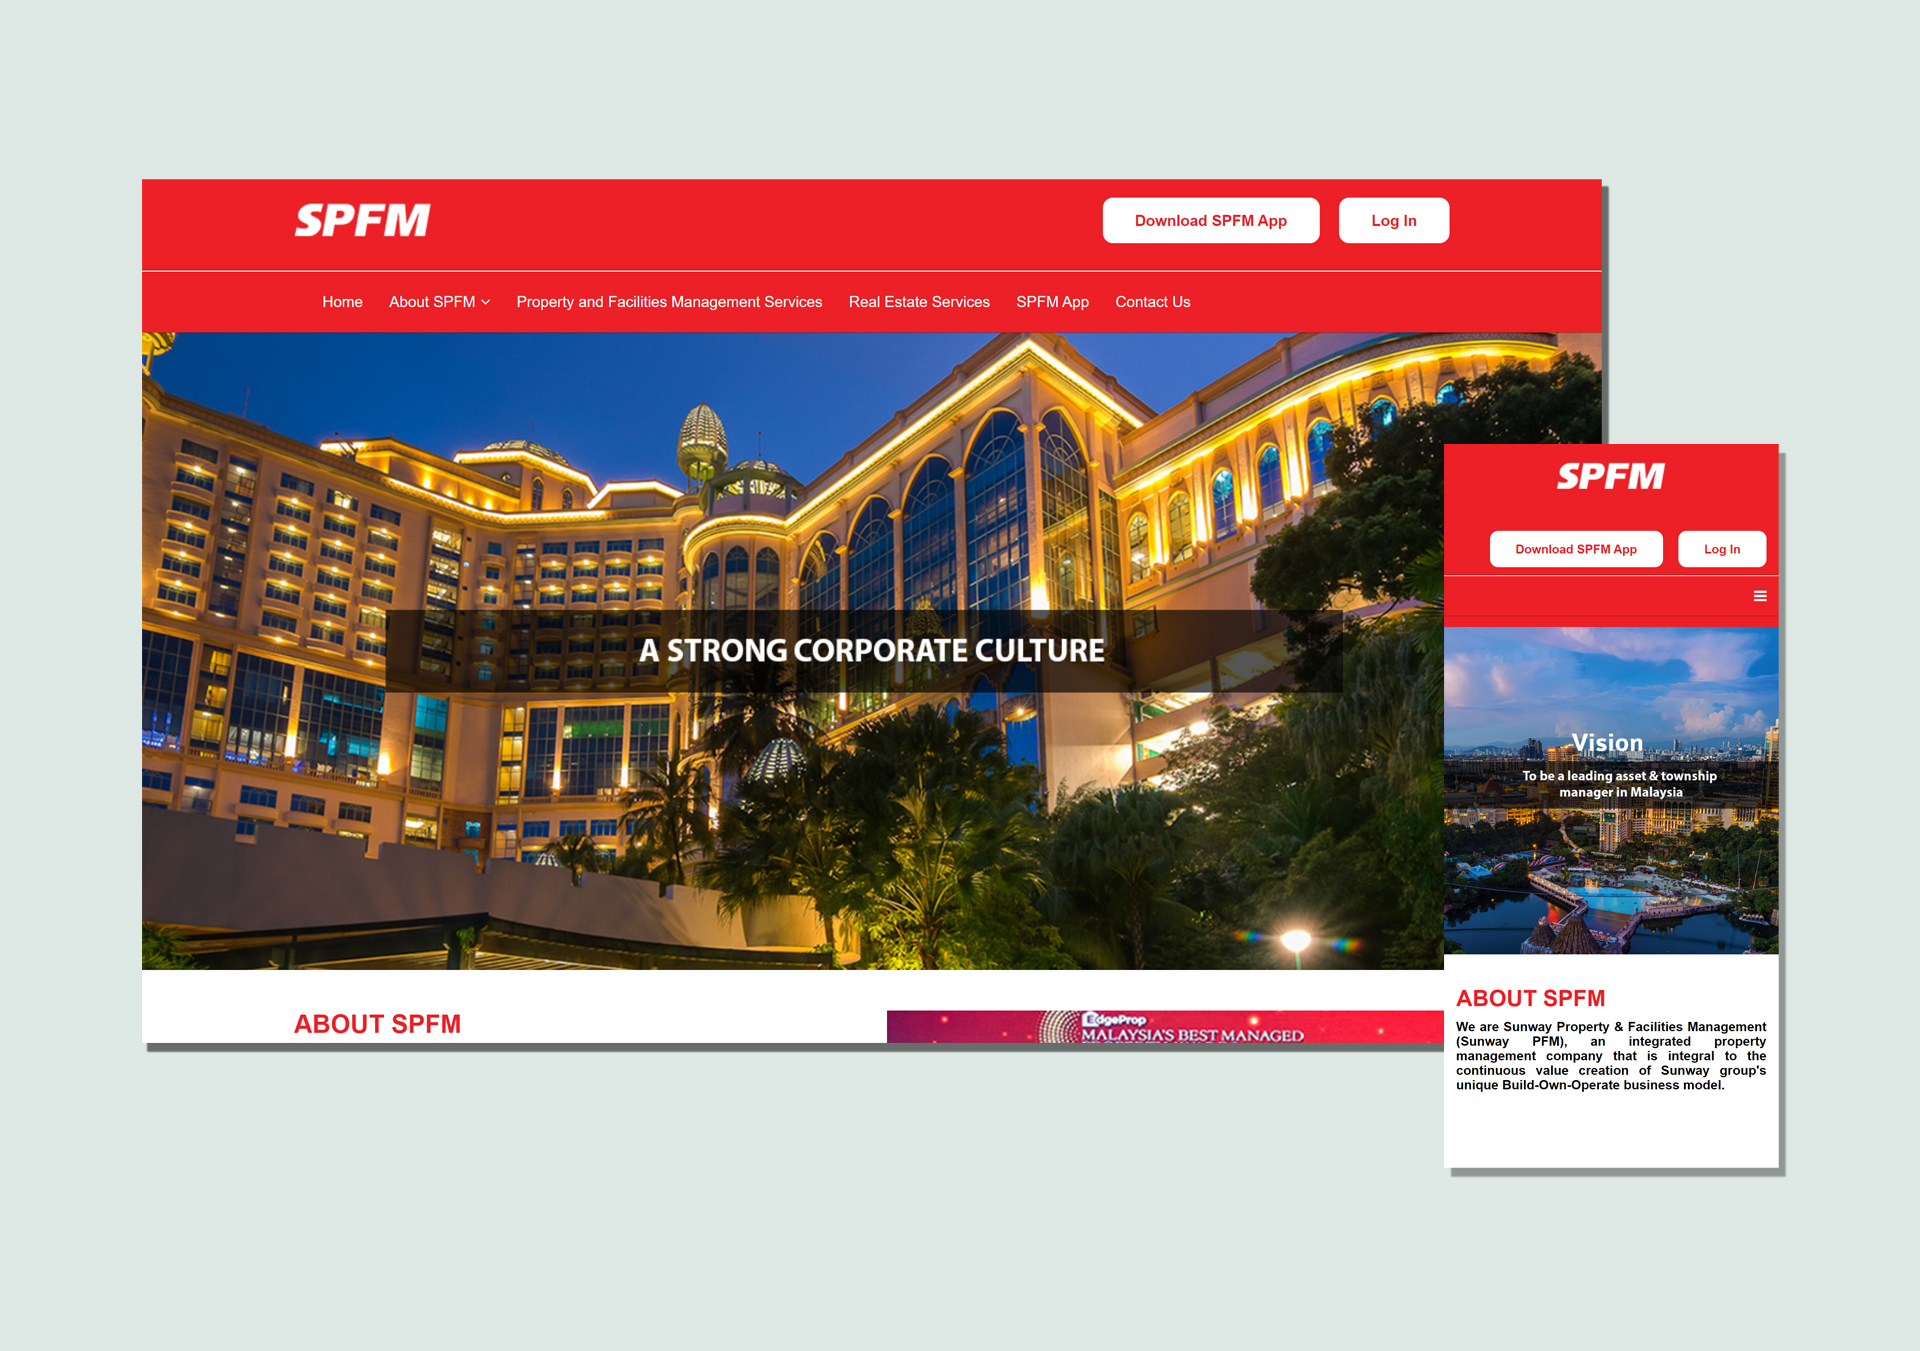 SPFM
Download SPFM App
Log In
Home
About SPFM
Property and Facilities Management Services
Real Estate Services
SPFM App
Contact Us
A STRONG CORPORATE CULTURE
ABOUT SPFM
EdgeProp
MALAYSIA'S BEST MANAGED
SPFM
Download SPFM App
Log In
Vision
To be a leading asset & township
manager in Malaysia
ABOUT SPFM
We are Sunway Property & Facilities Management
(Sunway PFM), an integrated property
management company that is integral to the
continuous value creation of Sunway group's
unique Build-Own-Operate business model.